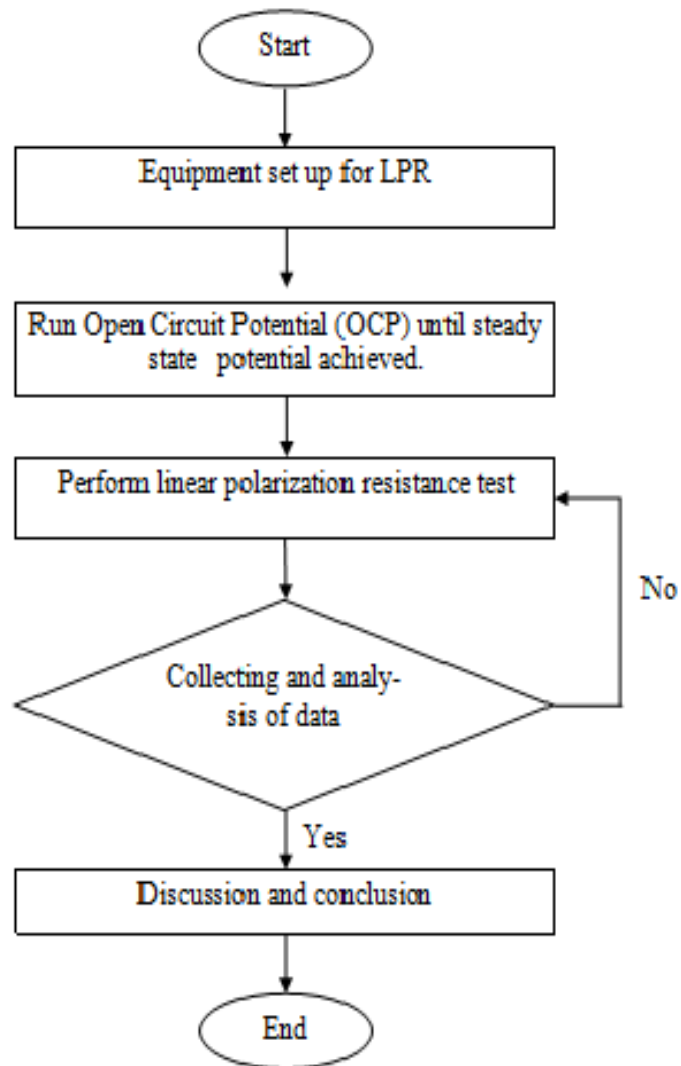 Start
Equipment set up for LPR
Run Open Circuit Potential (OCP) until steady
state potential achieved.
Perform linear polarization resistance test
No
Collecting and analy-
sis of data
Yes
Discussion and conclusion
End